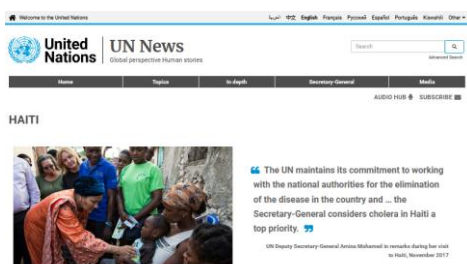 Welcome to the United Nations
عربي 中文 English Français Русский Español Português Kiswahili Other
United Nations
UN News
Global perspective Human stories
Search
Advanced Search
Home Topics In depth Secretary-General Media
AUDIO HUB SUBSCRIBE
HAITI
“ The UN maintains its commitment to working
with the national authorities for the elimination
of the disease in the country and ... the
Secretary-General considers cholera in Haiti a
top priority. ”
UN Deputy Secretary-General Amina Mohamed in remarks during her visit
to Haiti, November 2017